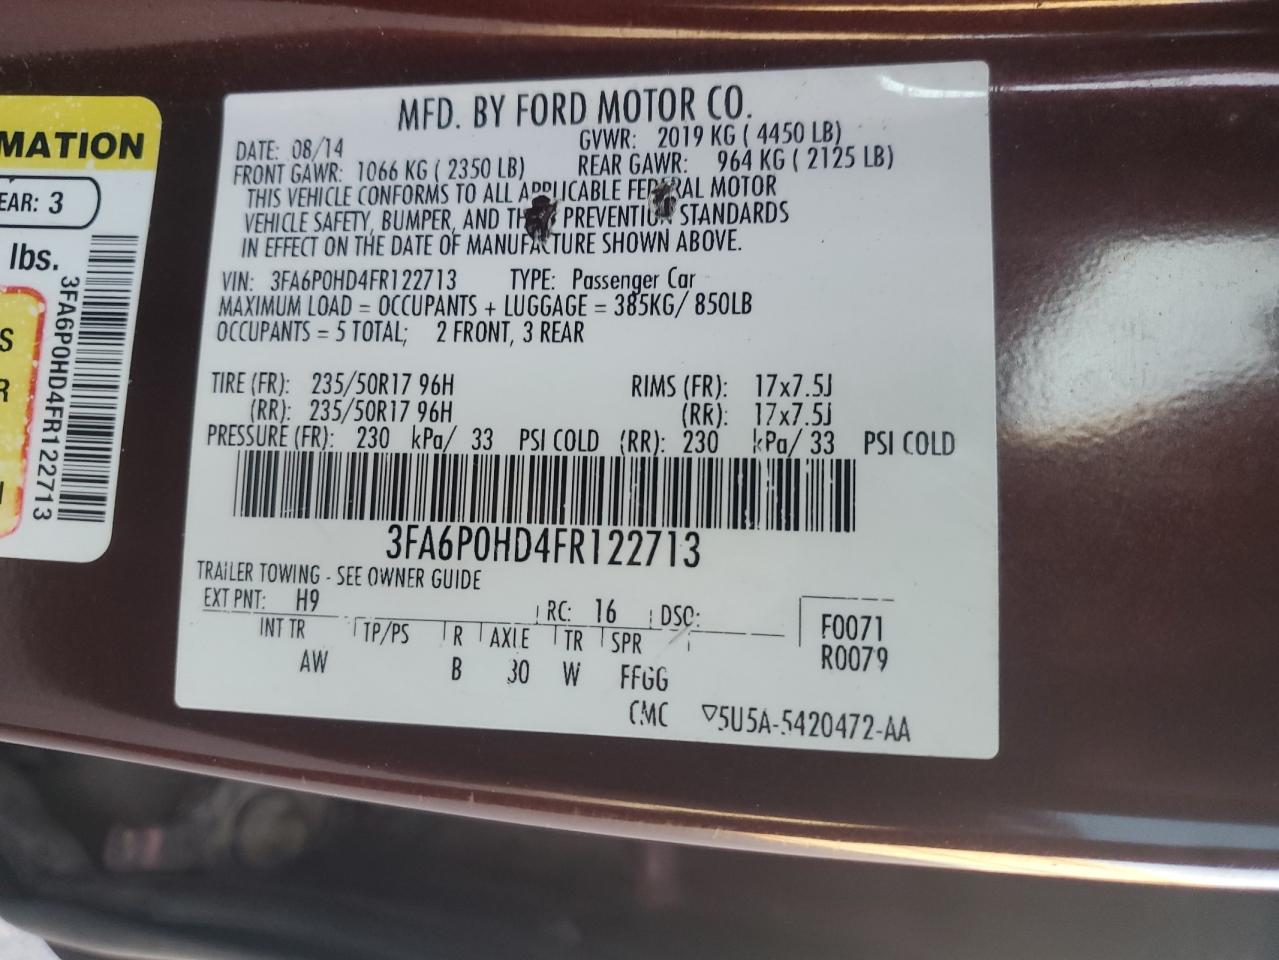 MATION
EAR: 3
lbs.
S
R
3FA6P0HD4FR122713
MFD. BY FORD MOTOR CO.
DATE: 08/14 GVWR: 2019 KG ( 4450 LB)
FRONT GAWR: 1066 KG ( 2350 LB) REAR GAWR: 964 KG ( 2125 LB)
THIS VEHICLE CONFORMS TO ALL APPLICABLE FEDERAL MOTOR
VEHICLE SAFETY, BUMPER, AND PREVENTION STANDARDS
IN EFFECT ON THE DATE OF MANUFACTURE SHOWN ABOVE.
VIN: 3FA6P0HD4FR122713 TYPE: Passenger Car
MAXIMUM LOAD = OCCUPANTS + LUGGAGE = 385KG/ 850LB
OCCUPANTS = 5 TOTAL; 2 FRONT, 3 REAR
TIRE (FR): 235/50R17 96H RIMS (FR): 17x7.5J
(RR): 235/50R17 96H (RR): 17x7.5J
PRESSURE (FR): 230 kPa/ 33 PSI COLD (RR): 230 kPa/ 33 PSI COLD
3FA6P0HD4FR122713
TRAILER TOWING - SEE OWNER GUIDE
EXT PNT: H9 RC: 16 DSO: F0071
INT TR TP/PS R AXLE TR SPR R0079
AW B 30 W FFGG
CMC ▽5U5A-5420472-AA